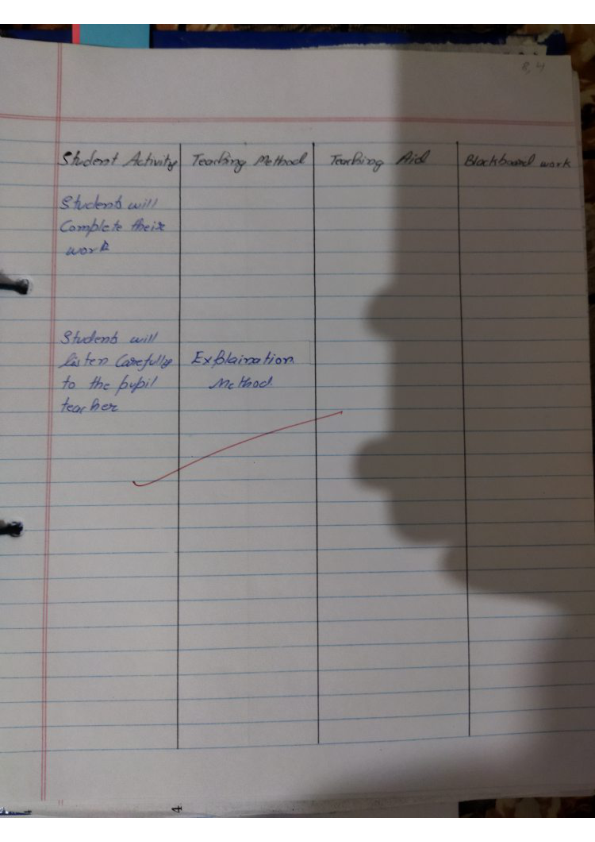 Student Activity Teaching Method Teaching Aid Blackboard work
Students will
Complete their
work
Students will
listen Carefully Explaination
to the pupil Method
teacher
4